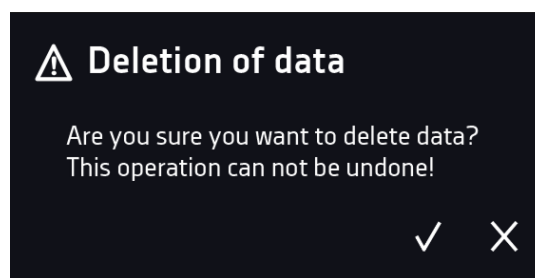 Deletion of data
Are you sure you want to delete data?
This operation can not be undone!